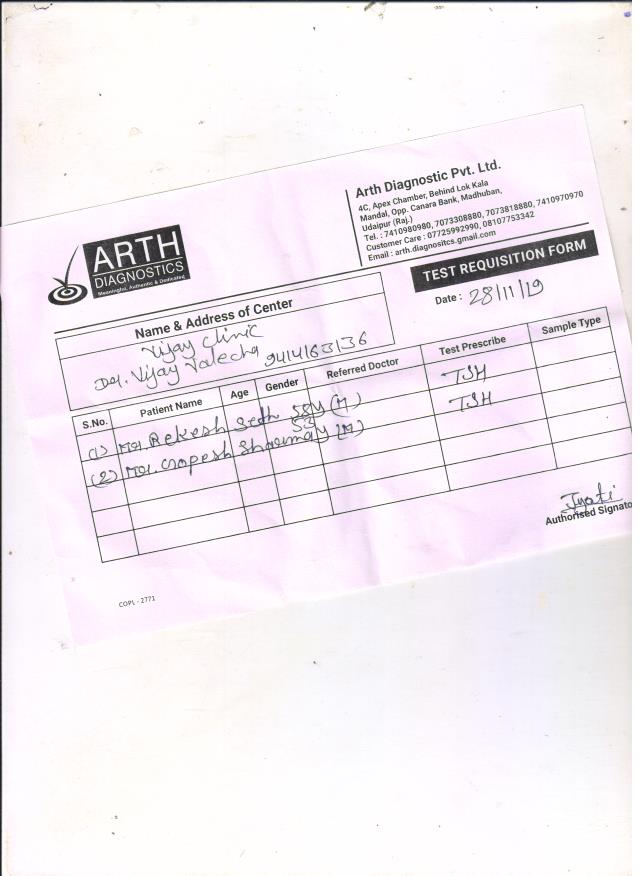 ARTH
DIAGNOSTICS
Meaningful, Authentic & Dedicated
Arth Diagnostic Pvt. Ltd.
4C, Apex Chamber, Behind Lok Kala
Mandal, Opp. Canara Bank, Madhuban,
Udaipur (Raj.)
Tel. : 7410980980, 7073308880, 7073818880, 7410970970
Customer Care : 07725992990, 08107753342
Email : arth.diagnositcs.gmail.com
TEST REQUISITION FORM
Date : 28/11/19
Name & Address of Center
Vijay Clinic
Dr. Vijay Talecha 9414163136
S.No. Patient Name Age Gender Referred Doctor Test Prescribe Sample Type
(1) Mr. Rakesh Seth 55Y (M) TSH
(2) Mr. Sharma 53Y (M) TSH
Jyoti
Authorised Signato
COPL - 2771